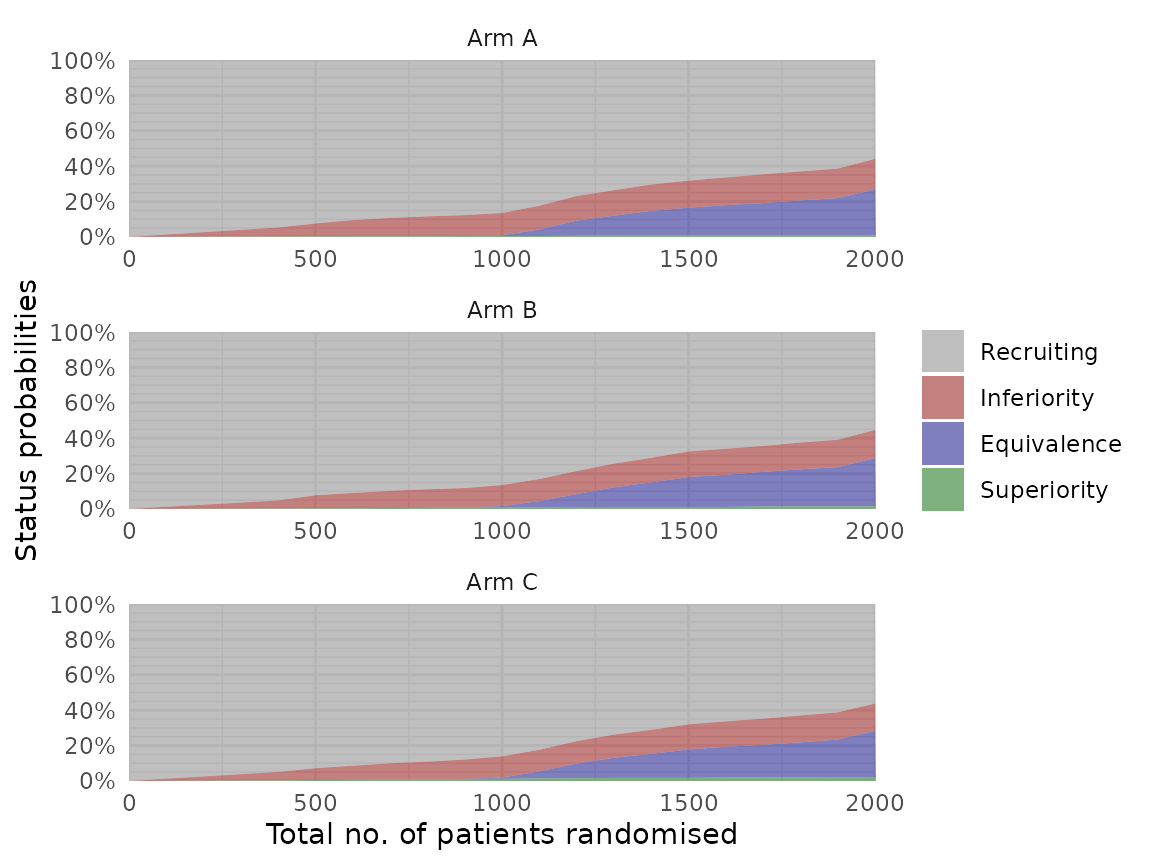 Arm A
100%
80%
60%
40%
20%
0%
0 500 1000 1500 2000
Arm B
100%
80%
60%
40%
20%
0%
0 500 1000 1500 2000
Arm C
100%
80%
60%
40%
20%
0%
0 500 1000 1500 2000
Status probabilities
Total no. of patients randomised
Recruiting
Inferiority
Equivalence
Superiority